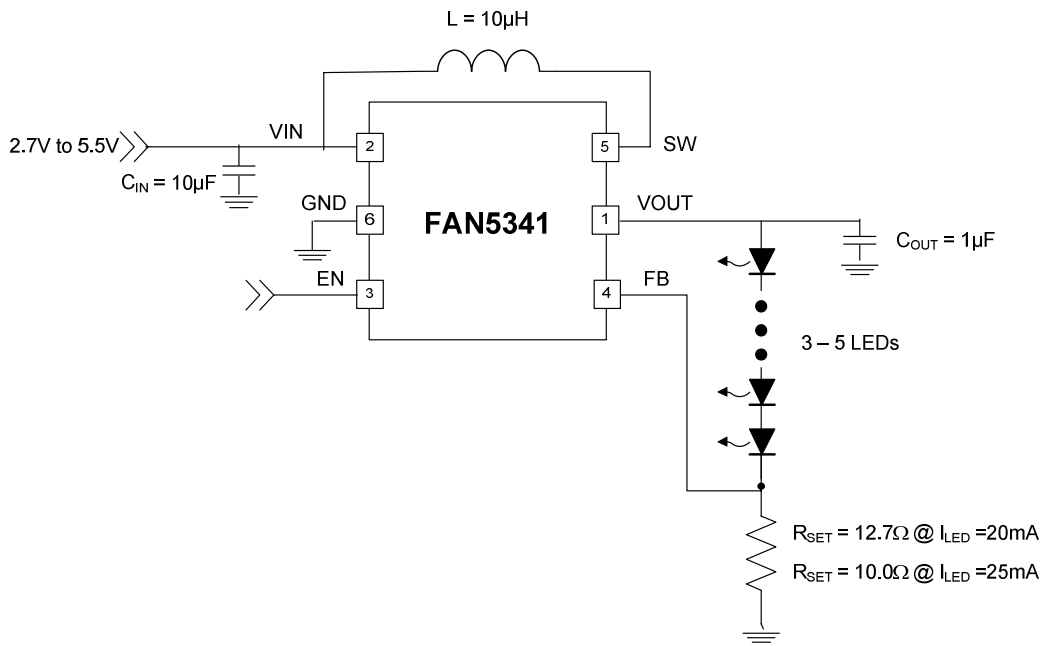 L = 10µH
VIN
2.7V to 5.5V
2
5
SW
C_IN = 10µF
GND
6
FAN5341
1
VOUT
C_OUT = 1µF
EN
3
4
FB
3 – 5 LEDs
R_SET = 12.7Ω @ I_LED =20mA
R_SET = 10.0Ω @ I_LED =25mA